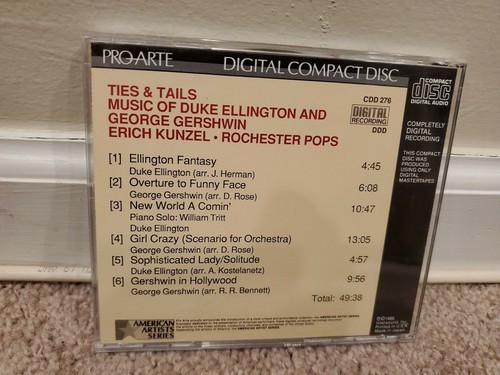 PRO ARTE DIGITAL COMPACT DISC
COMPACT
disc
DIGITAL AUDIO
TIES & TAILS
MUSIC OF DUKE ELLINGTON AND
GEORGE GERSHWIN
ERICH KUNZEL • ROCHESTER POPS
CDD 276
DIGITAL
RECORDING
DDD
COMPLETELY
DIGITAL
RECORDING
THIS COMPACT
DISC WAS
PRODUCED
USING ONLY
DIGITAL
MASTERTAPES
[1] Ellington Fantasy 4:45
Duke Ellington (arr. J. Herman)
[2] Overture to Funny Face 6:08
George Gershwin (arr. D. Rose)
[3] New World A Comin' 10:47
Piano Solo: William Tritt
Duke Ellington
[4] Girl Crazy (Scenario for Orchestra) 13:05
George Gershwin (arr. D. Rose)
[5] Sophisticated Lady/Solitude 4:57
Duke Ellington (arr. A. Kostelanetz)
[6] Gershwin in Hollywood 9:56
George Gershwin (arr. R. R. Bennett)
Total: 49:38
AMERICAN
ARTISTS
SERIES
Made in Japan